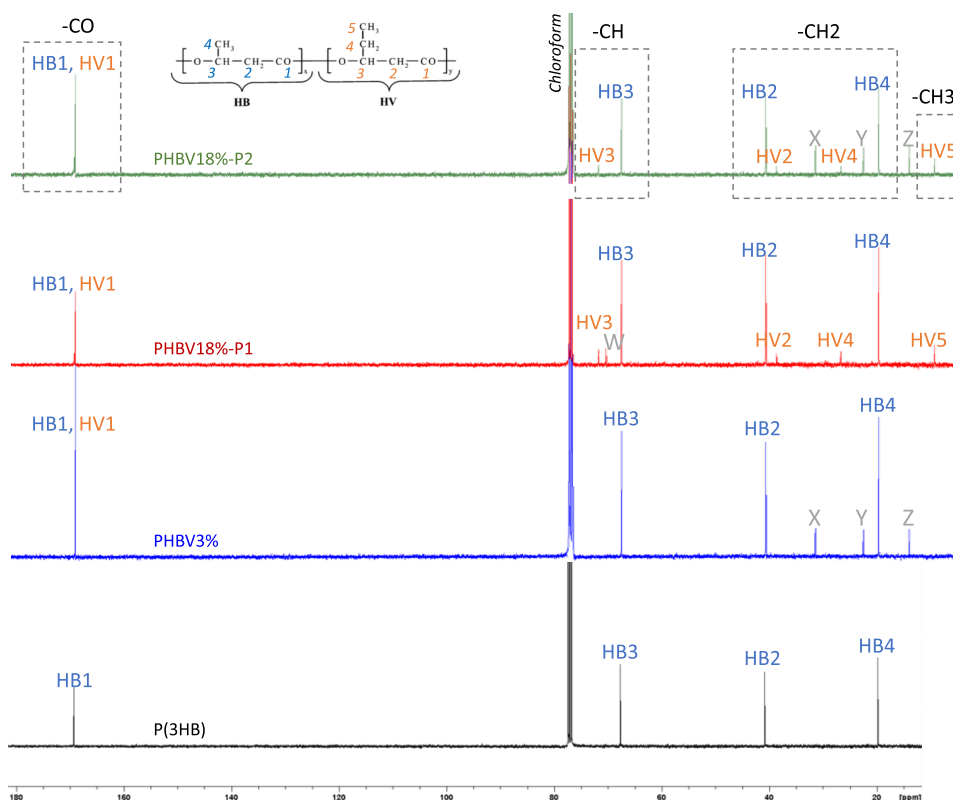 -CO
-CH
-CH2
-CH3
Chloroform
HB1, HV1
4 CH₃
O CH CH₂ CO
3 2 1
x
HB
5 CH₃
4 CH₂
O CH CH₂ CO
3 2 1
y
HV
HV3
HB3
HB2
HV2
X
HV4
Y
HB4
Z
HV5
PHBV18%-P2
HB1, HV1
HV3
W
HB3
HB2
HV2
HV4
HB4
HV5
PHBV18%-P1
HB1, HV1
HB3
HB2
X
Y
HB4
Z
PHBV3%
HB1
HB3
HB2
HB4
P(3HB)
180 160 140 120 100 80 60 40 20 [ppm]